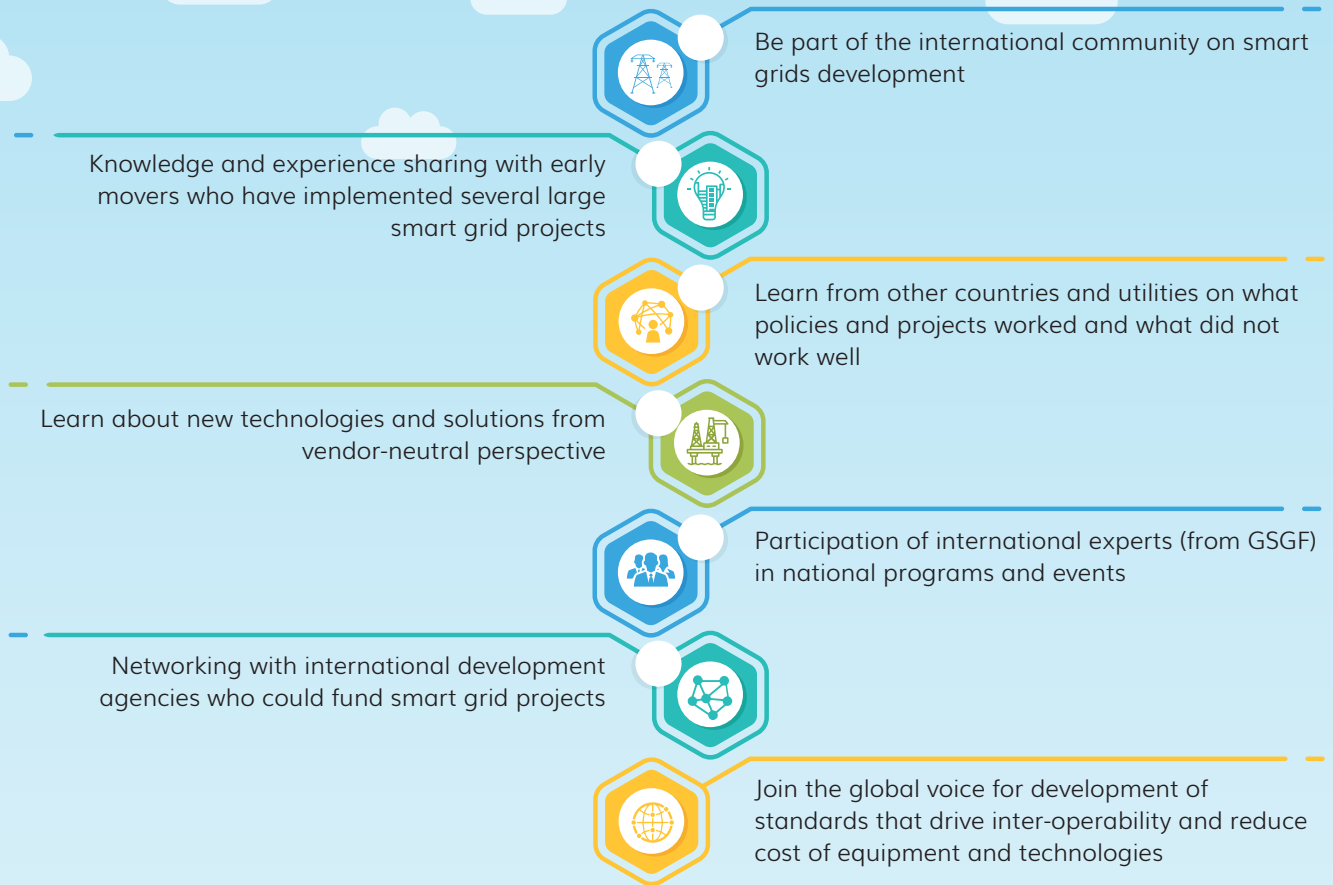 Be part of the international community on smart
grids development
Knowledge and experience sharing with early
movers who have implemented several large
smart grid projects
Learn from other countries and utilities on what
policies and projects worked and what did not
work well
Learn about new technologies and solutions from
vendor-neutral perspective
Participation of international experts (from GSGF)
in national programs and events
Networking with international development
agencies who could fund smart grid projects
Join the global voice for development of
standards that drive inter-operability and reduce
cost of equipment and technologies